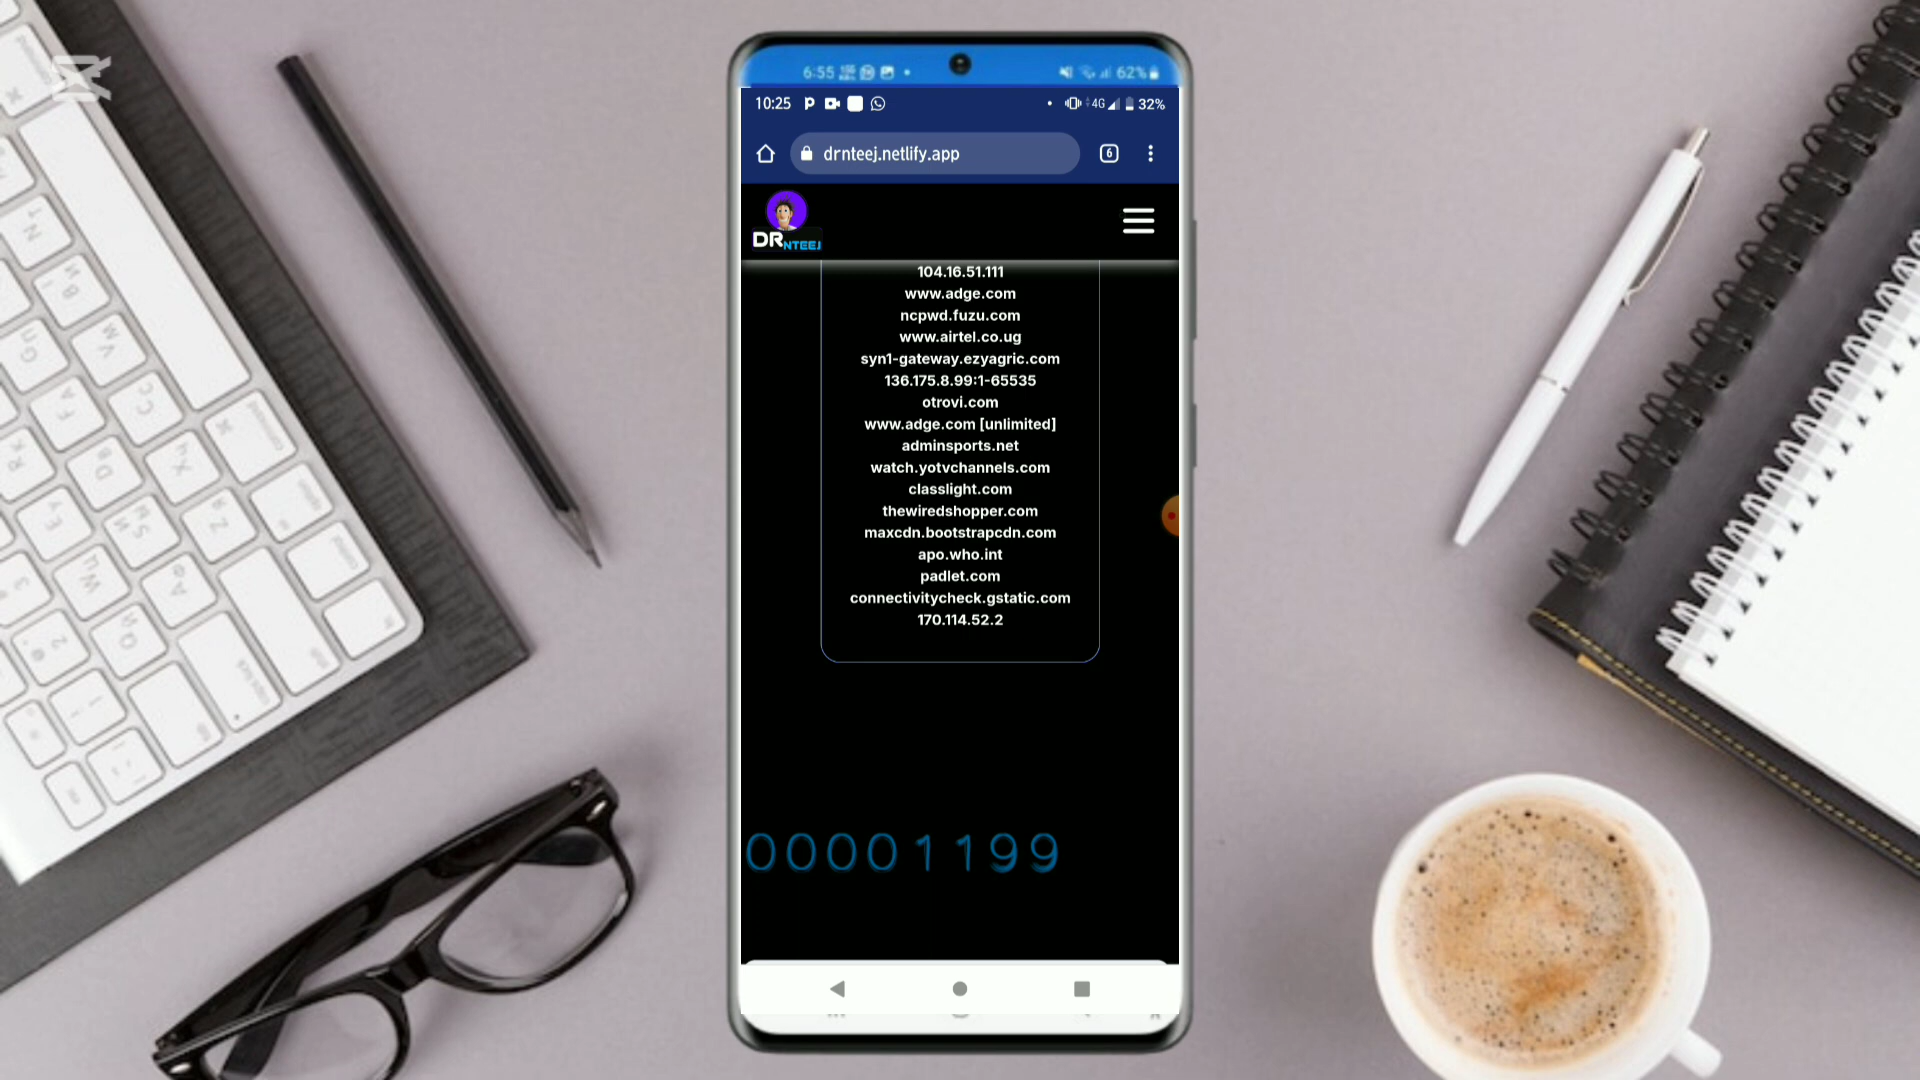 6:55
62%
10:25
4G
32%
drnteej.netlify.app
6
DRNTEEJ
104.16.51.111
www.adge.com
ncpwd.fuzu.com
www.airtel.co.ug
syn1-gateway.ezyagric.com
136.175.8.99:1-65535
otrovi.com
www.adge.com [unlimited]
adminsports.net
watch.yotvchannels.com
classlight.com
thewiredshopper.com
maxcdn.bootstrapcdn.com
apo.who.int
padlet.com
connectivitycheck.gstatic.com
170.114.52.2
00001199